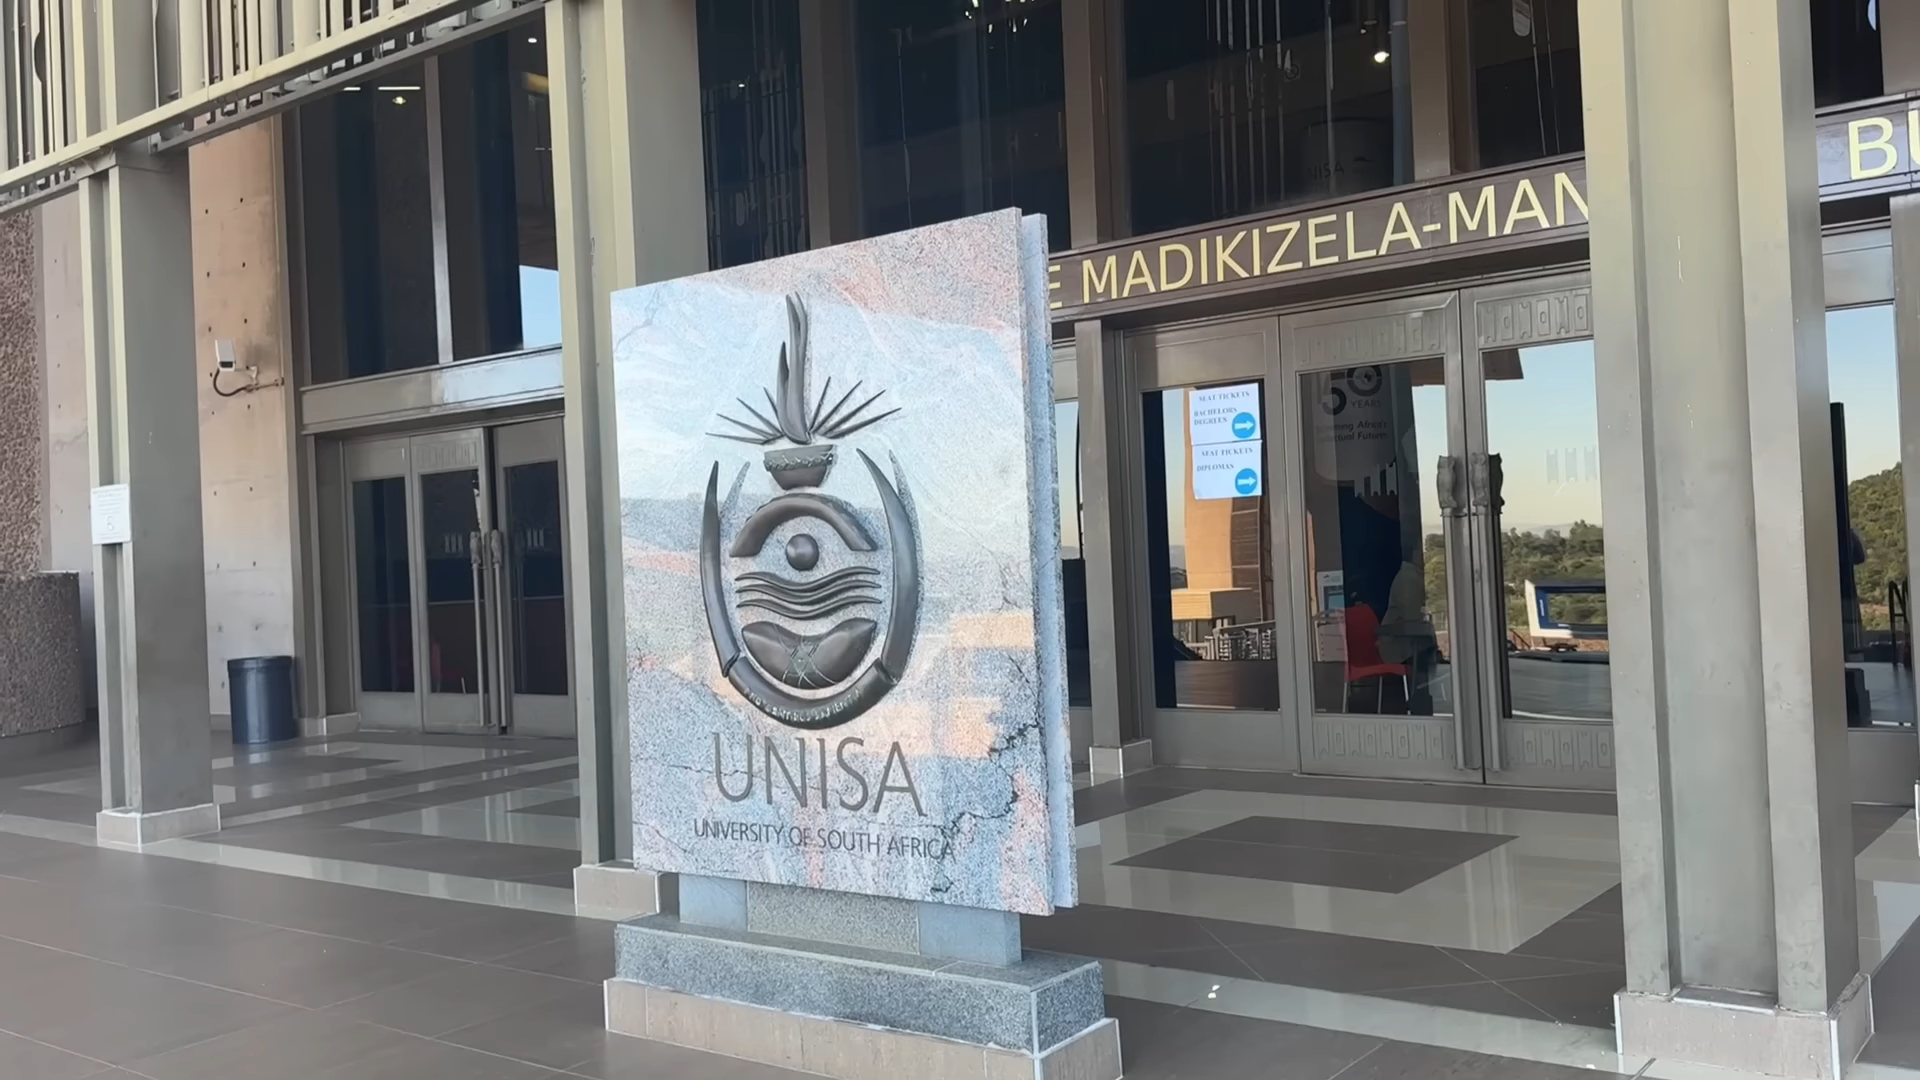 E MADIKIZELA-MAN
BU
SEAT TICKETS
BACHELORS
DEGREES
SEAT TICKETS
DIPLOMAS
50
YEARS
UNISA
UNIVERSITY OF SOUTH AFRICA